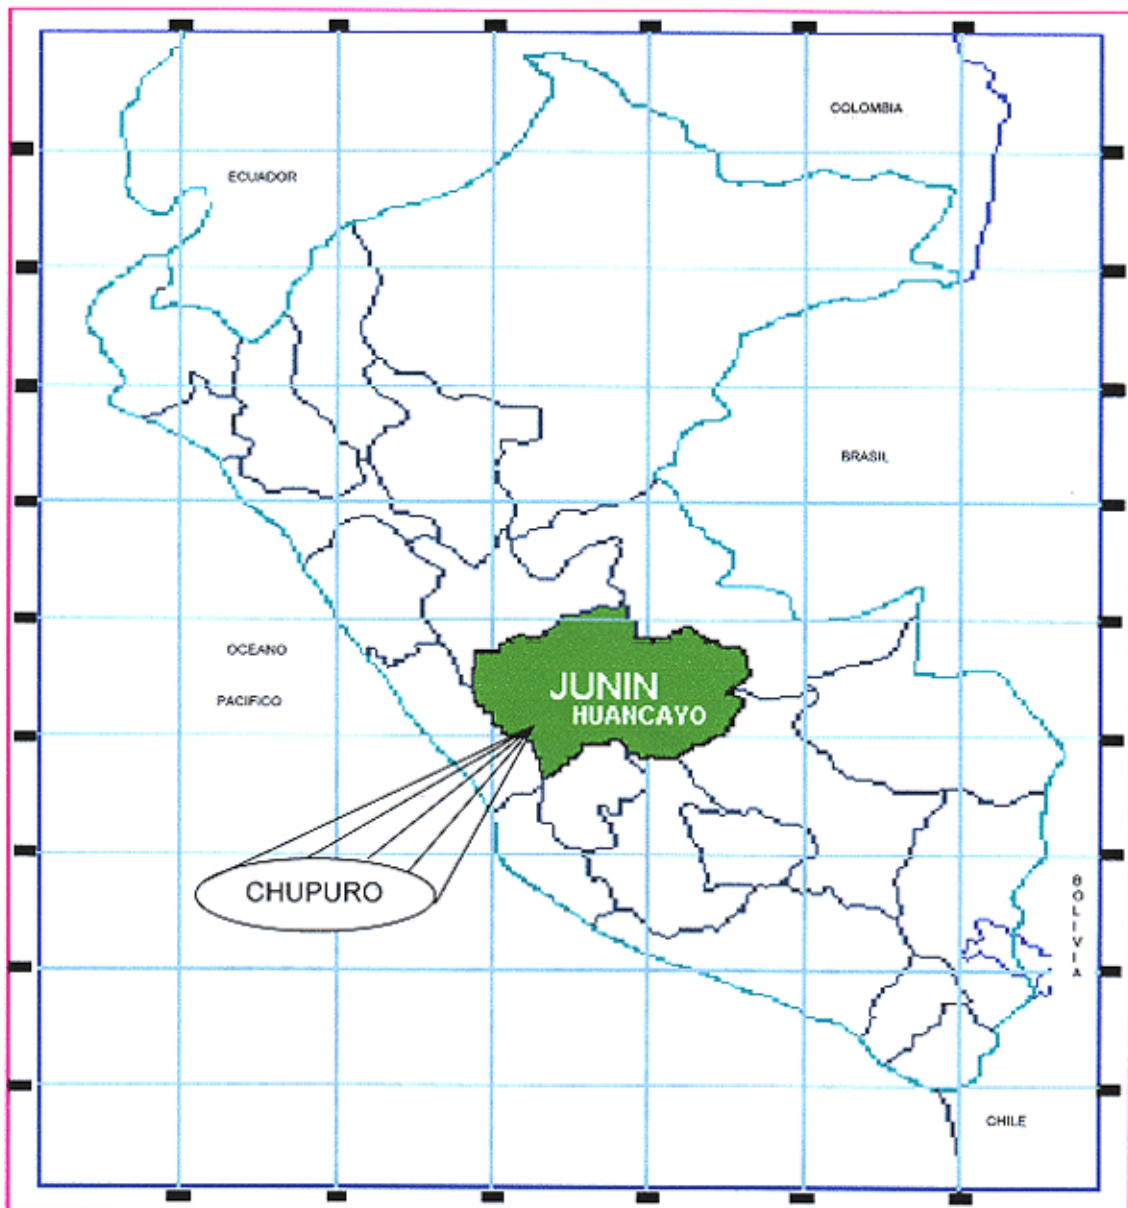 COLOMBIA
ECUADOR
BRASIL
OCEANO
PACIFICO
JUNIN
HUANCAYO
CHUPURO
BOLIVIA
CHILE